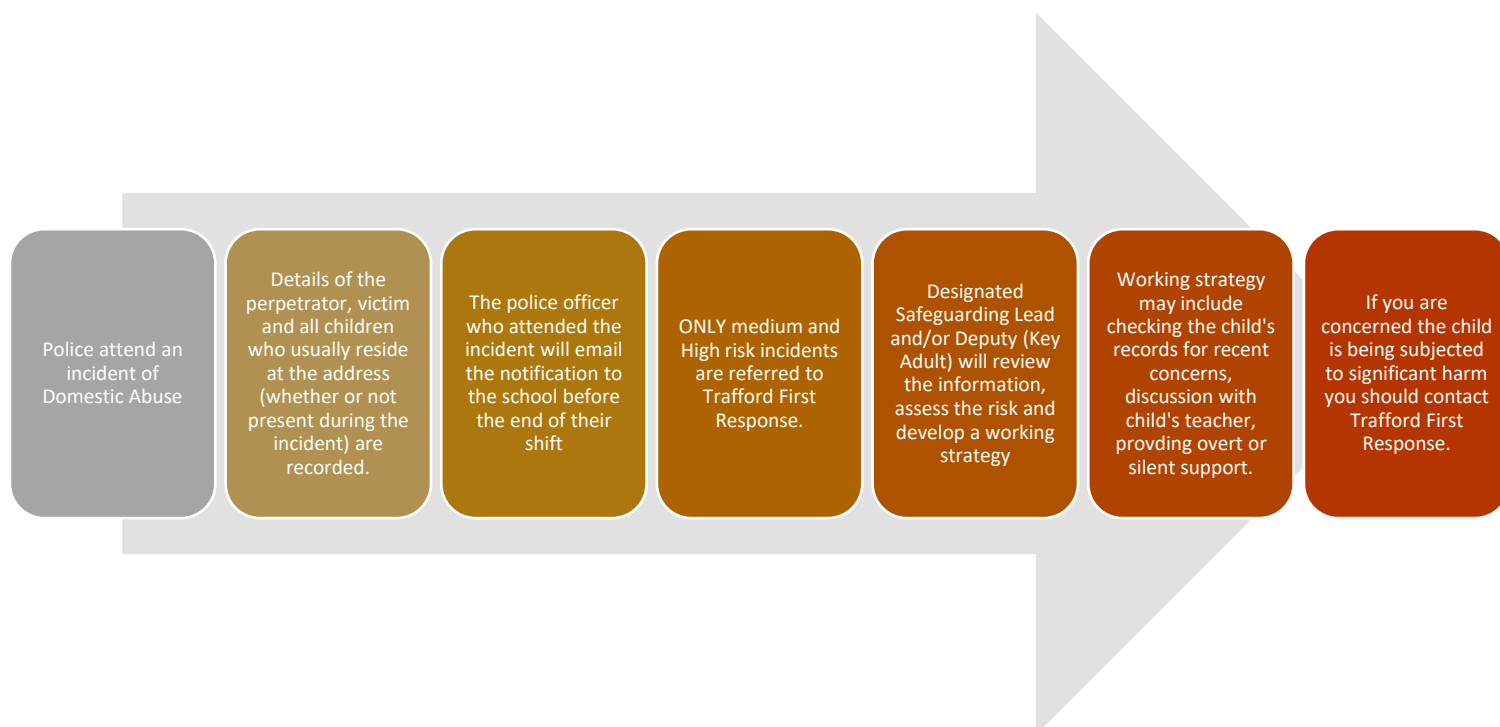 Police attend an
incident of
Domestic Abuse
Details of the
perpetrator, victim
and all children
who usually reside
at the address
(whether or not
present during the
incident) are
recorded.
The police officer
who attended the
incident will email
the notification to
the school before
the end of their
shift
ONLY medium and
High risk incidents
are referred to
Trafford First
Response.
Designated
Safeguarding Lead
and/or Deputy (Key
Adult) will review
the information,
assess the risk and
develop a working
strategy
Working strategy
may include
checking the child's
records for recent
concerns,
discussion with
child's teacher,
provding overt or
silent support.
If you are
concerned the child
is being subjected
to significant harm
you should contact
Trafford First
Response.